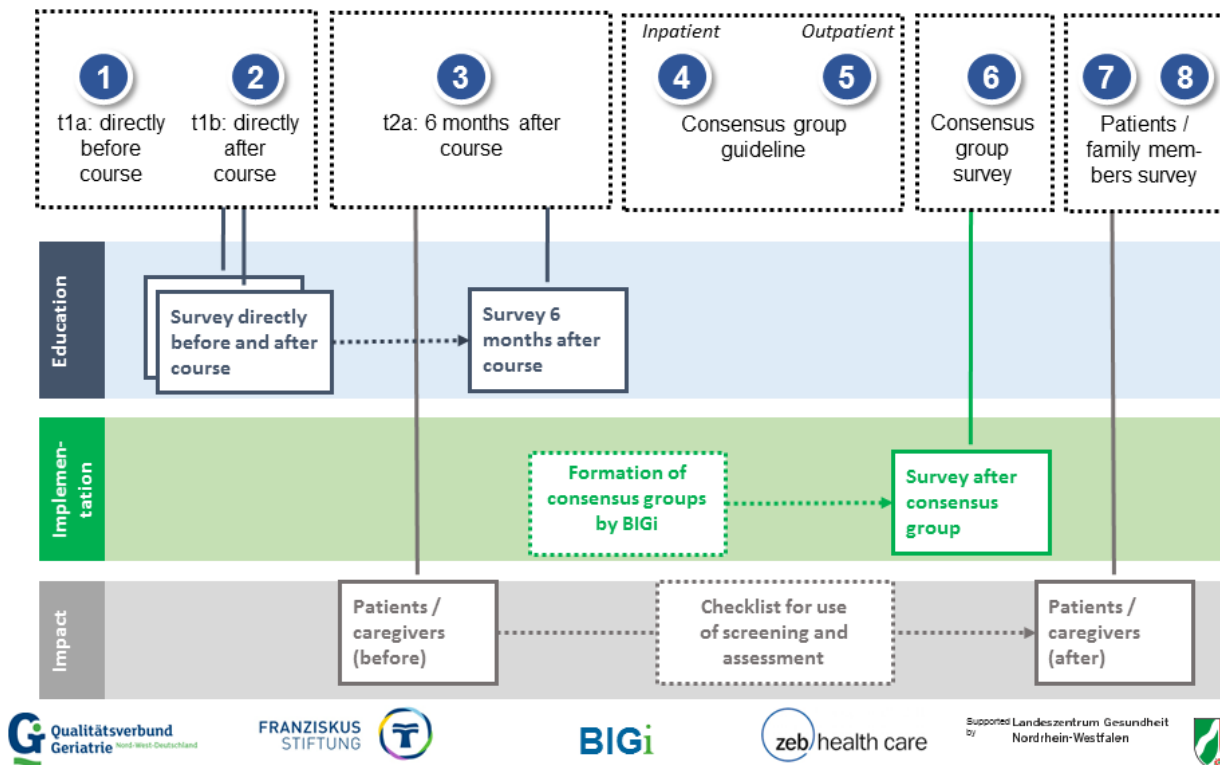 Inpatient
Outpatient
1
2
3
4
5
6
7
8
t1a: directly
before
course
t1b: directly
after
course
t2a: 6 months after
course
Consensus group
guideline
Consensus
group
survey
Patients /
family mem-
bers survey
Education
Survey directly
before and after
course
Survey 6
months after
course
Implemen-
tation
Formation of
consensus groups
by BIGi
Survey after
consensus
group
Impact
Patients /
caregivers
(before)
Checklist for use
of screening and
assessment
Patients /
caregivers
(after)
Qualitätsverbund
Geriatrie Nord-West-Deutschland
FRANZISKUS
STIFTUNG
BIGi
zeb/health care
Supported
by
Landeszentrum Gesundheit
Nordrhein-Westfalen